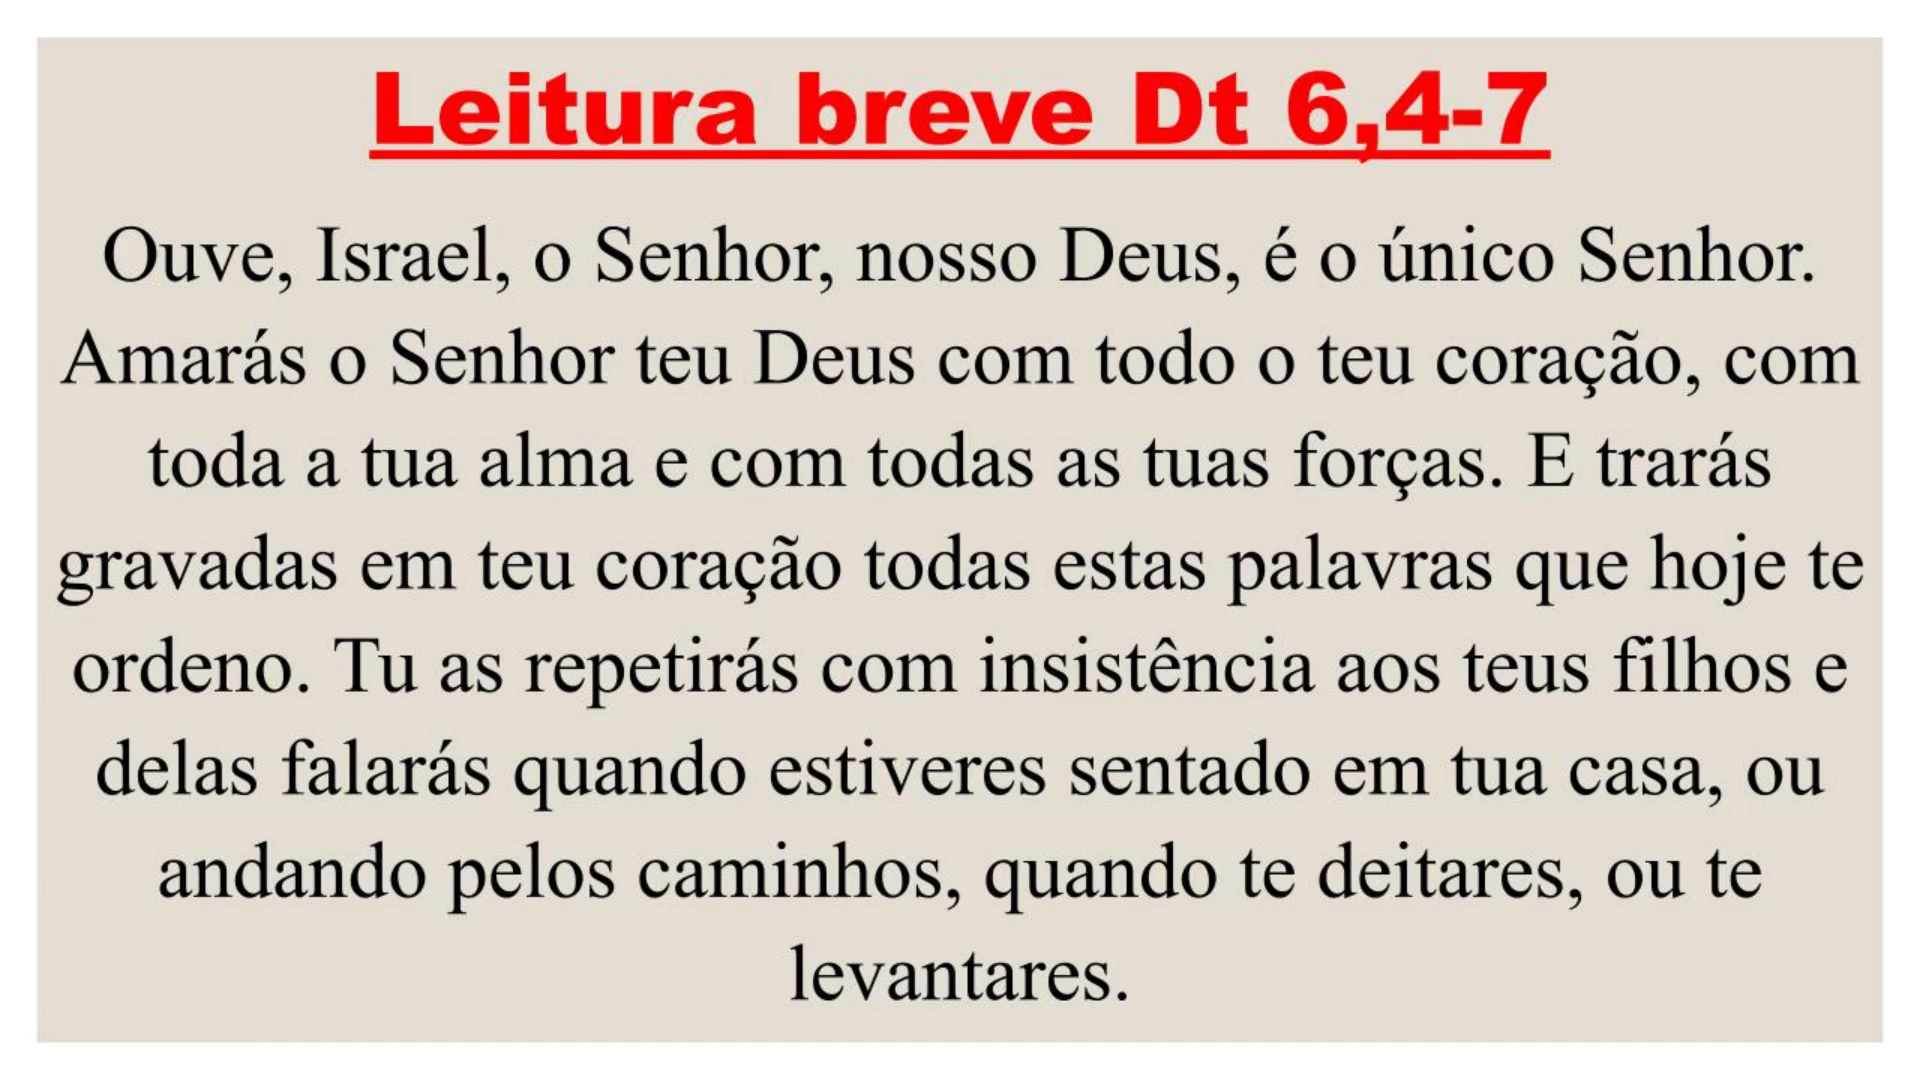 Leitura breve Dt 6,4-7
Ouve, Israel, o Senhor, nosso Deus, é o único Senhor.
Amarás o Senhor teu Deus com todo o teu coração, com
toda a tua alma e com todas as tuas forças. E trarás
gravadas em teu coração todas estas palavras que hoje te
ordeno. Tu as repetirás com insistência aos teus filhos e
delas falarás quando estiveres sentado em tua casa, ou
andando pelos caminhos, quando te deitares, ou te
levantares.